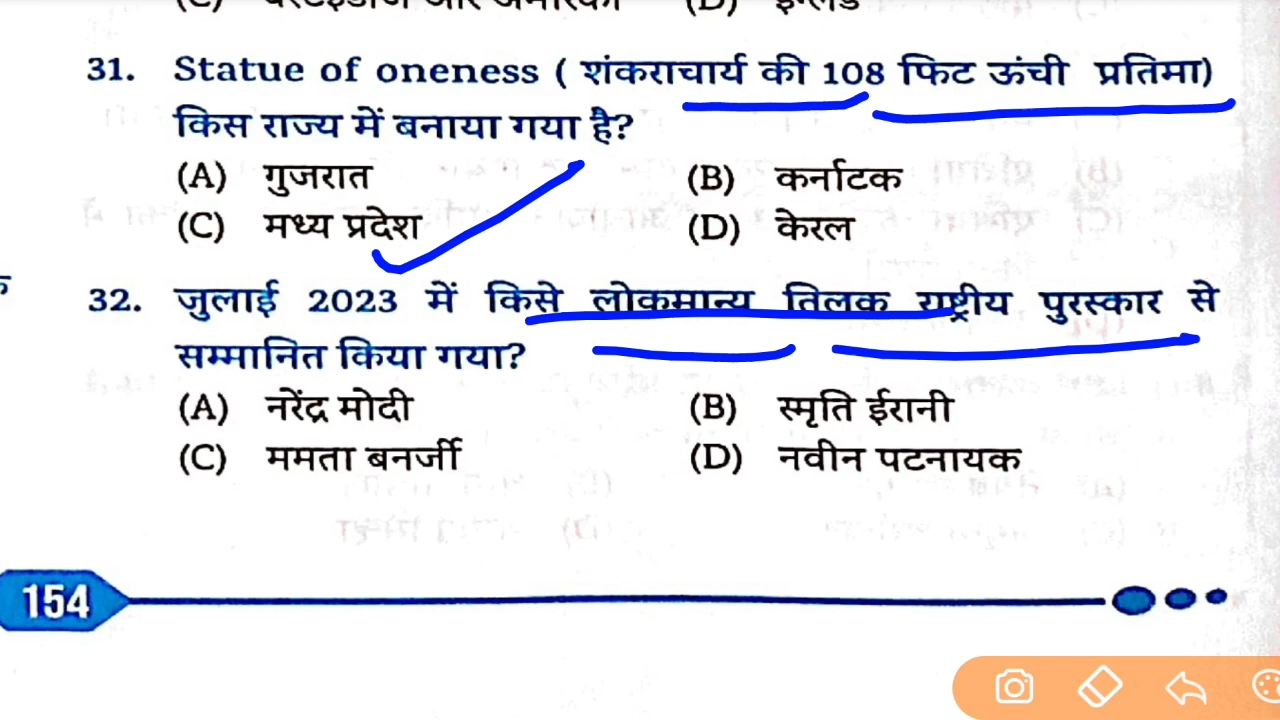 31. Statue of oneness ( शंकराचार्य की 108 फिट ऊंची प्रतिमा)
किस राज्य में बनाया गया है?
(A) गुजरात (B) कर्नाटक
(C) मध्य प्रदेश (D) केरल
32. जुलाई 2023 में किसे लोकमान्य तिलक राष्ट्रीय पुरस्कार से
सम्मानित किया गया?
(A) नरेंद्र मोदी (B) स्मृति ईरानी
(C) ममता बनर्जी (D) नवीन पटनायक
154